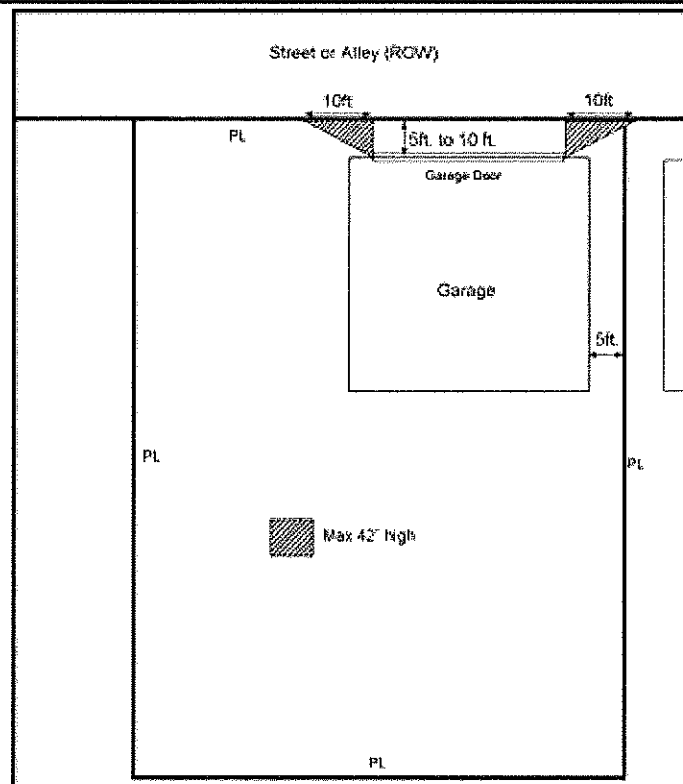 Street or Alley (ROW)
10ft
10ft
PL
5ft. to 10 ft.
Garage Door
Garage
5ft.
PL
PL
Max 42" high
PL